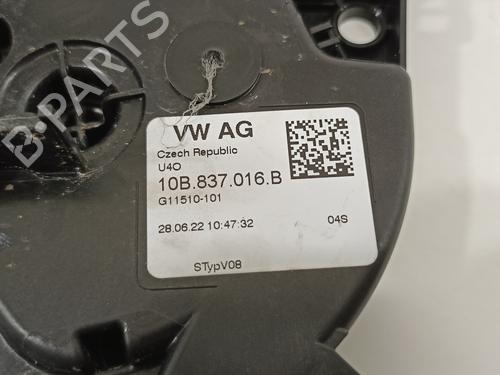 B-PARTS
VW AG
Czech Republic
U4O
10B.837.016.B
G11510-101
28.06.22 10:47:32 04S
STypV08